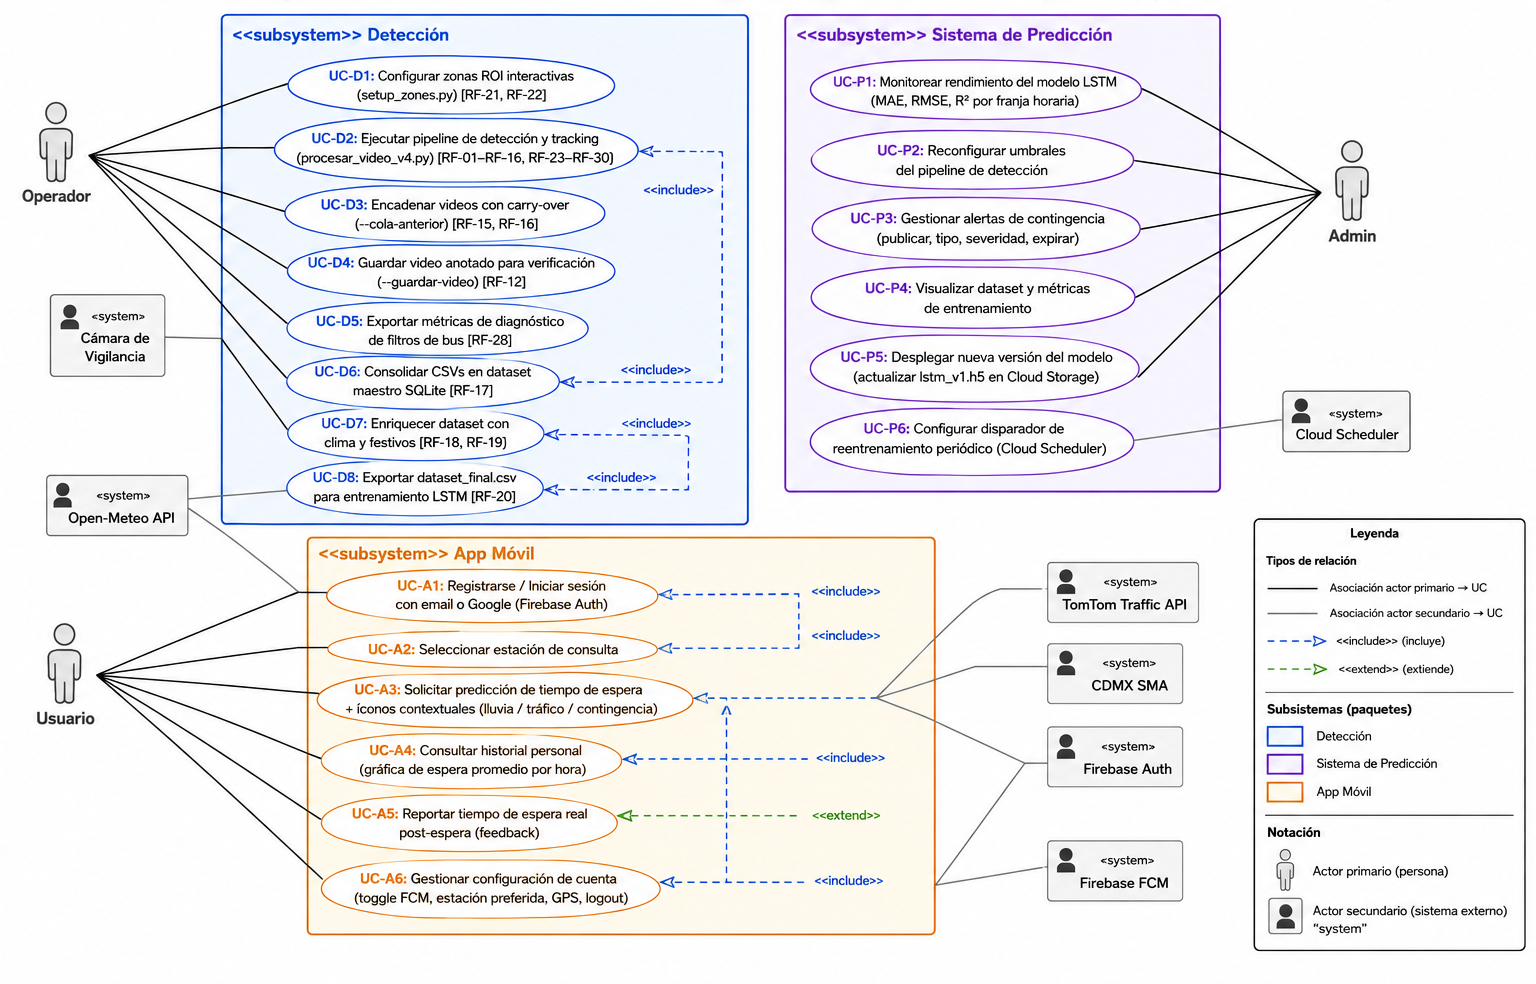 <<subsystem>> Detección
UC-D1: Configurar zonas ROI interactivas
(setup_zones.py) [RF-21, RF-22]
UC-D2: Ejecutar pipeline de detección y tracking
(procesar_video_v4.py) [RF-01–RF-16, RF-23–RF-30]
<<include>>
UC-D3: Encadenar videos con carry-over
(--cola-anterior) [RF-15, RF-16]
UC-D4: Guardar video anotado para verificación
(--guardar-video) [RF-12]
UC-D5: Exportar métricas de diagnóstico
de filtros de bus [RF-28]
UC-D6: Consolidar CSVs en dataset
maestro SQLite [RF-17]
<<include>>
UC-D7: Enriquecer dataset con
clima y festivos [RF-18, RF-19]
<<include>>
UC-D8: Exportar dataset_final.csv
para entrenamiento LSTM [RF-20]
<<include>>
Operador
«system»
Cámara de
Vigilancia
«system»
Open-Meteo API
<<subsystem>> Sistema de Predicción
UC-P1: Monitorear rendimiento del modelo LSTM
(MAE, RMSE, R² por franja horaria)
UC-P2: Reconfigurar umbrales
del pipeline de detección
UC-P3: Gestionar alertas de contingencia
(publicar, tipo, severidad, expirar)
UC-P4: Visualizar dataset y métricas
de entrenamiento
UC-P5: Desplegar nueva versión del modelo
(actualizar lstm_v1.h5 en Cloud Storage)
UC-P6: Configurar disparador de
reentrenamiento periódico (Cloud Scheduler)
Admin
«system»
Cloud Scheduler
<<subsystem>> App Móvil
UC-A1: Registrarse / Iniciar sesión
con email o Google (Firebase Auth)
<<include>>
<<include>>
UC-A2: Seleccionar estación de consulta
UC-A3: Solicitar predicción de tiempo de espera
+ íconos contextuales (lluvia / tráfico / contingencia)
UC-A4: Consultar historial personal
(gráfica de espera promedio por hora)
<<include>>
UC-A5: Reportar tiempo de espera real
post-espera (feedback)
<<extend>>
UC-A6: Gestionar configuración de cuenta
(toggle FCM, estación preferida, GPS, logout)
<<include>>
Usuario
«system»
TomTom Traffic API
«system»
CDMX SMA
«system»
Firebase Auth
«system»
Firebase FCM
Leyenda
Tipos de relación
Asociación actor primario → UC
Asociación actor secundario → UC
<<include>> (incluye)
<<extend>> (extiende)
Subsistemas (paquetes)
Detección
Sistema de Predicción
App Móvil
Notación
Actor primario (persona)
Actor secundario (sistema externo)
“system”